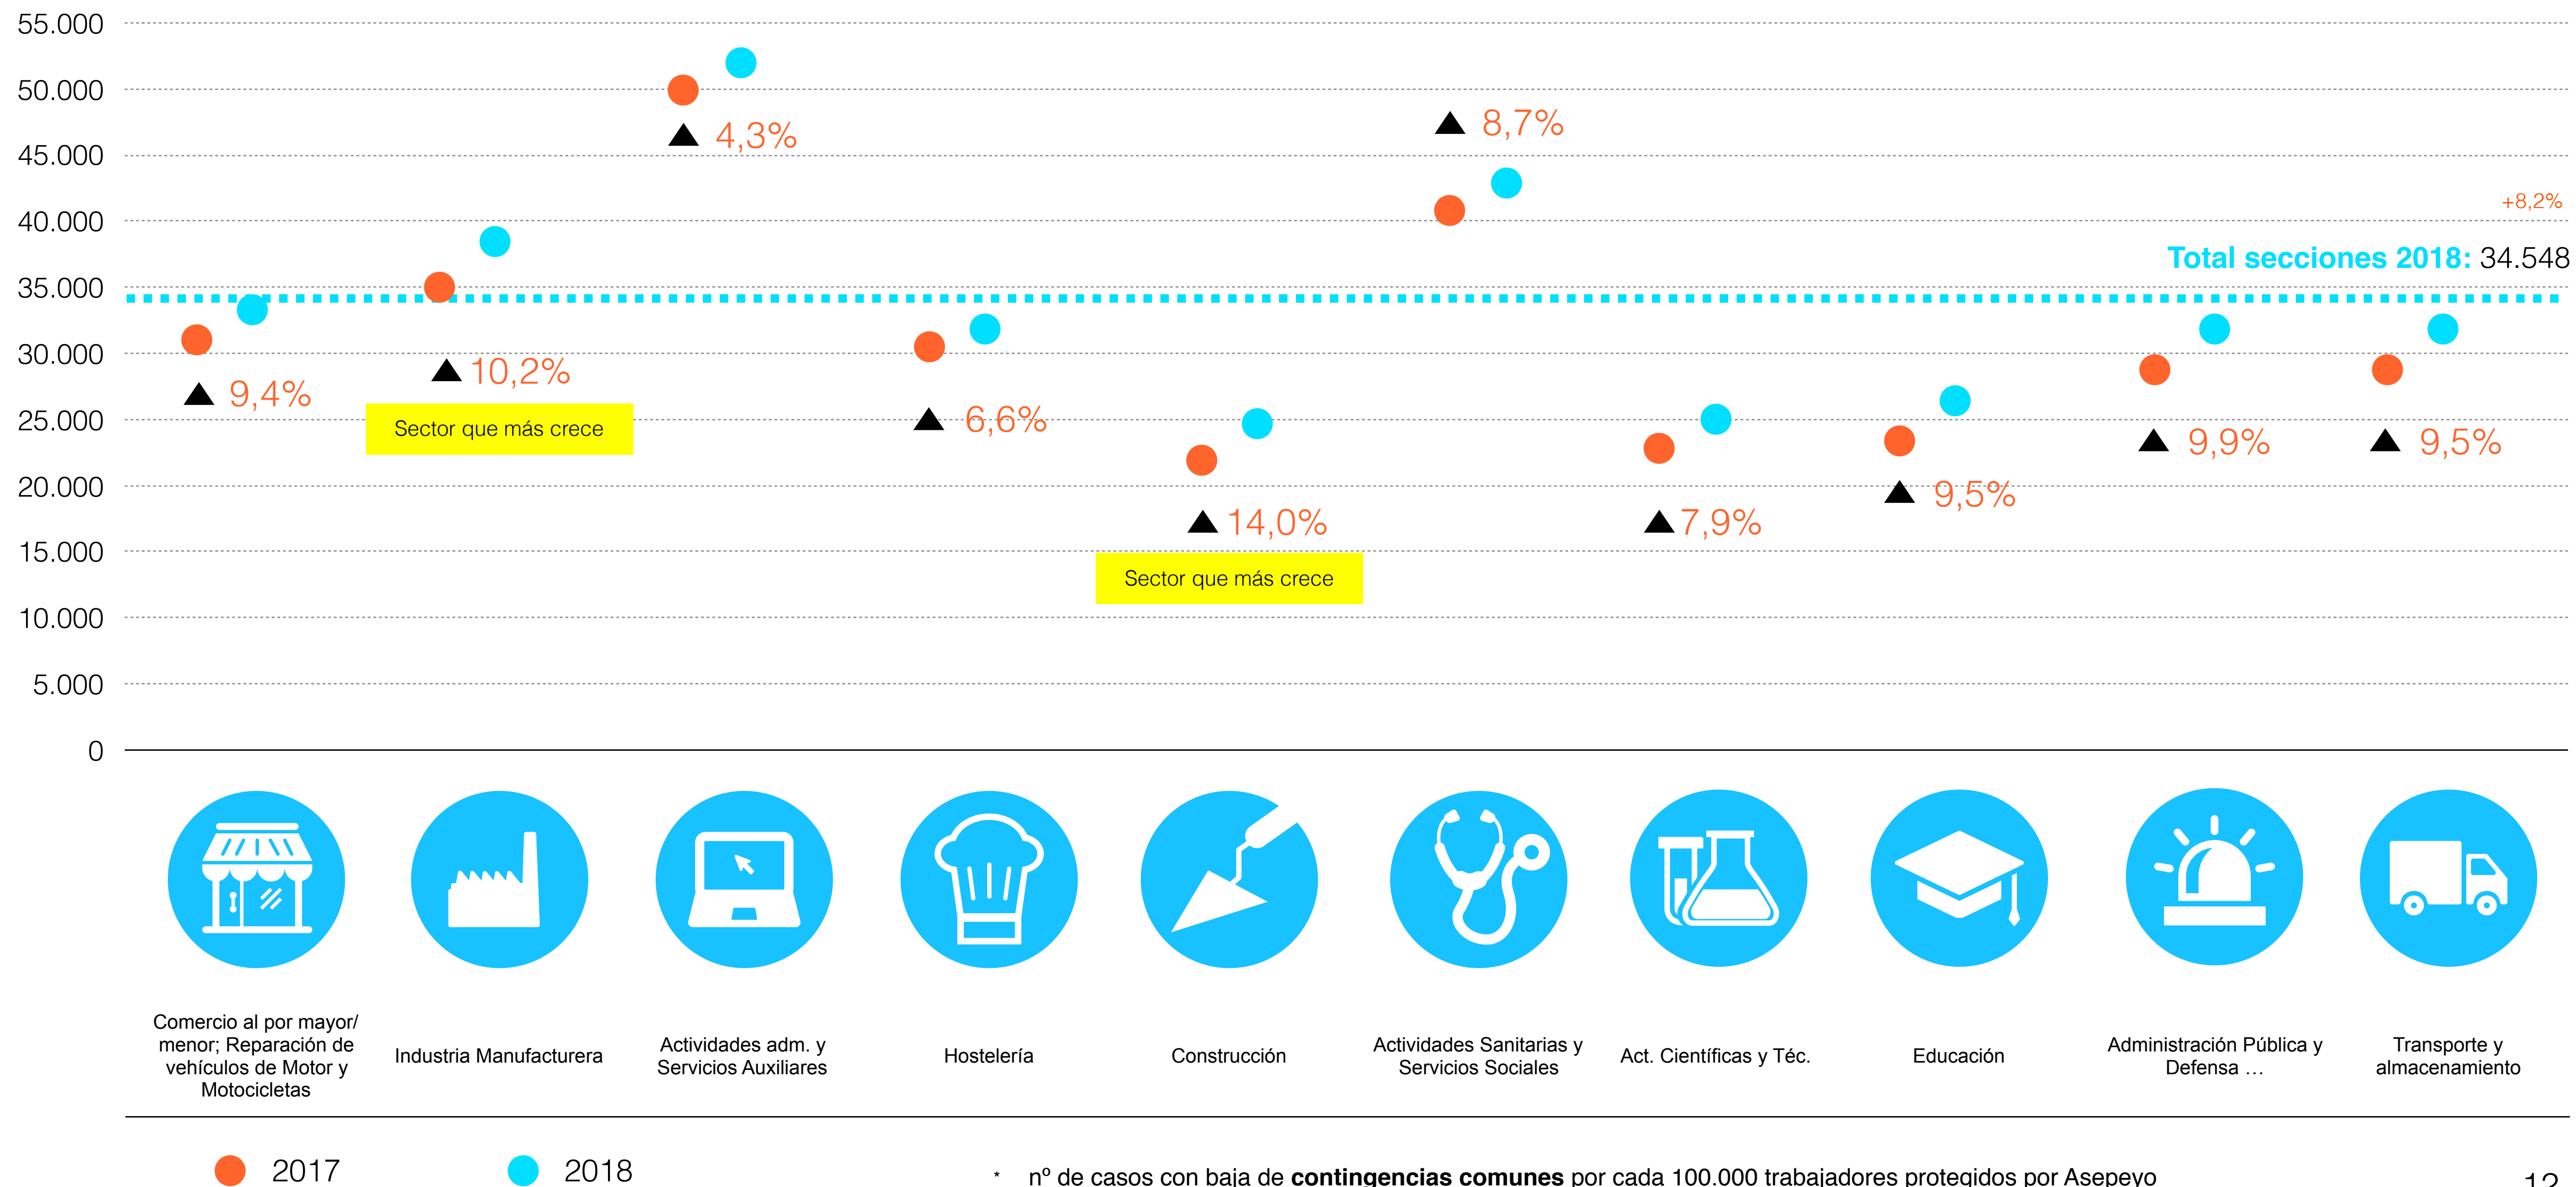 55.000
50.000
45.000
40.000
35.000
30.000
25.000
20.000
15.000
10.000
5.000
0
4,3%
8,7%
+8,2%
Total secciones 2018: 34.548
9,4%
10,2%
Sector que más crece
6,6%
9,9%
9,5%
9,5%
14,0%
7,9%
Sector que más crece
Comercio al por mayor/
menor; Reparación de
vehículos de Motor y
Motocicletas
Industria Manufacturera
Actividades adm. y
Servicios Auxiliares
Hostelería
Construcción
Actividades Sanitarias y
Servicios Sociales
Act. Científicas y Téc.
Educación
Administración Pública y
Defensa …
Transporte y
almacenamiento
2017
2018
* nº de casos con baja de contingencias comunes por cada 100.000 trabajadores protegidos por Asepeyo
12